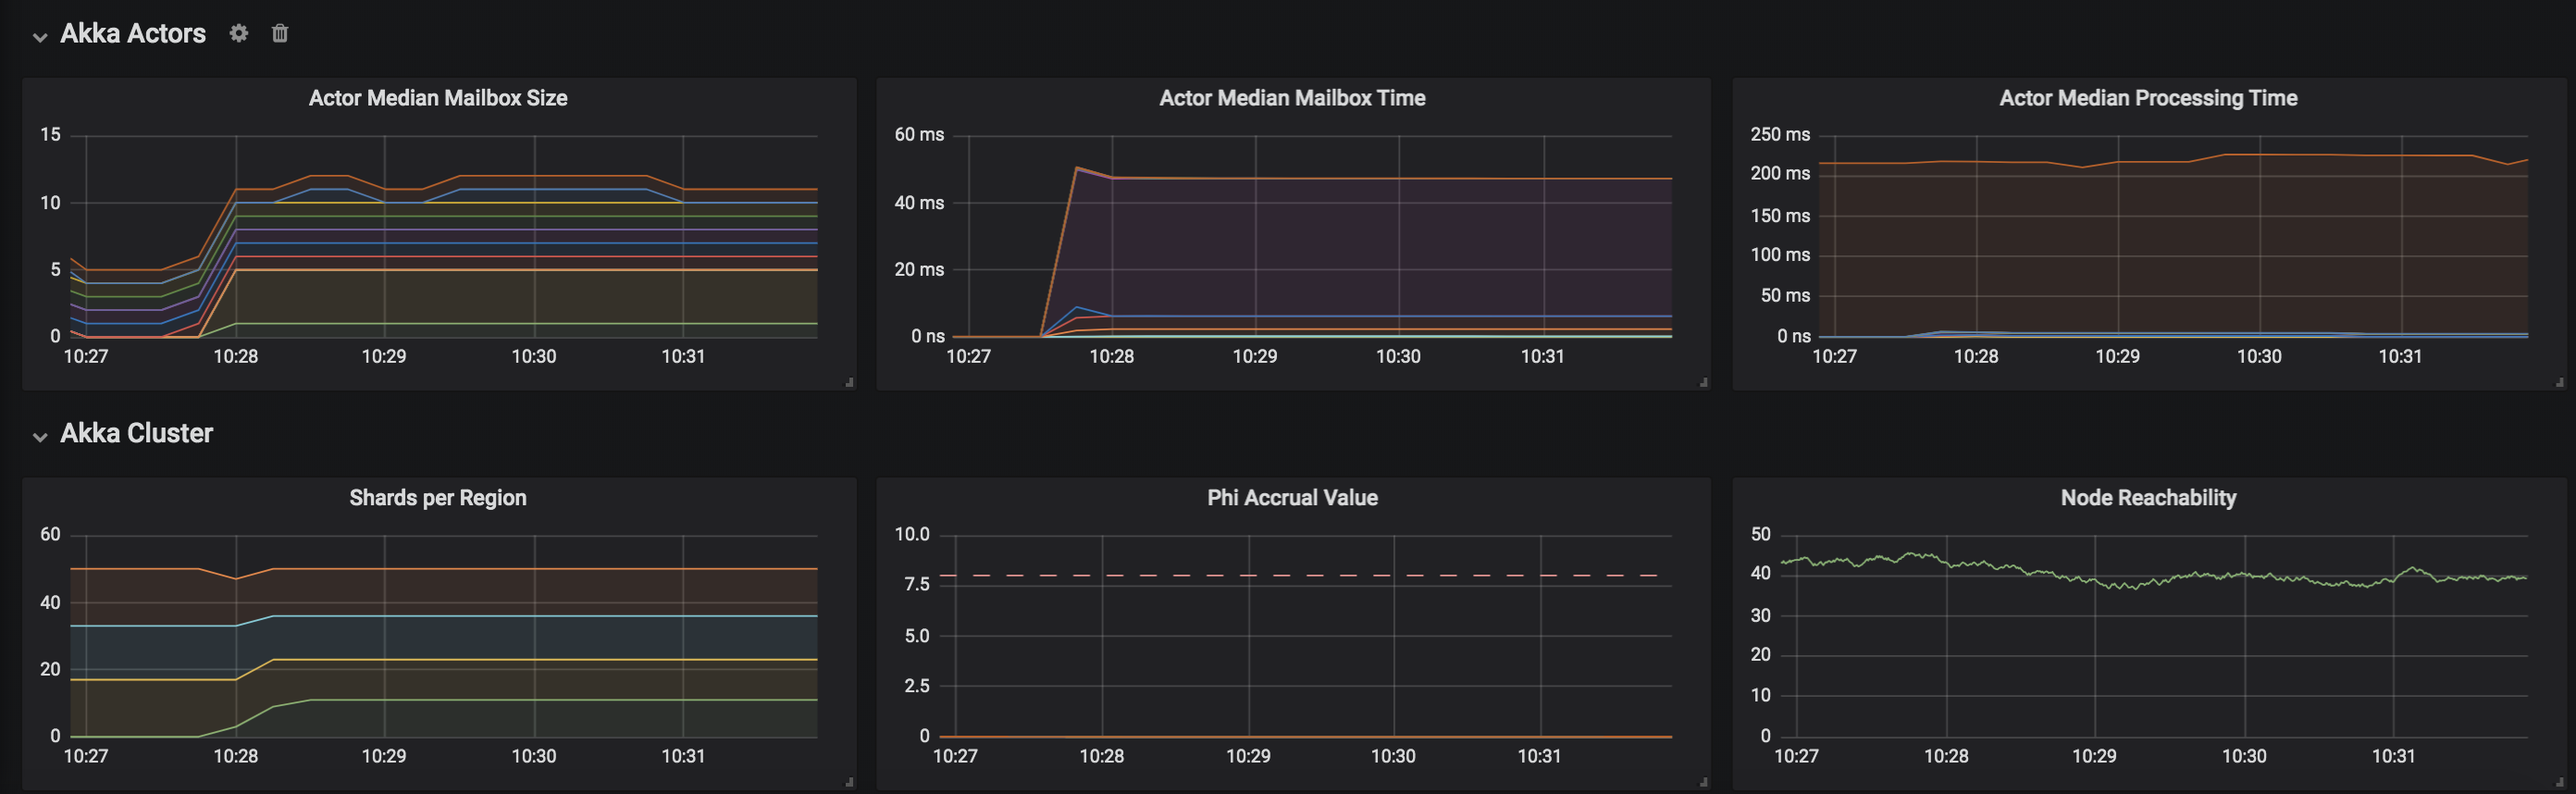 Akka Actors
Actor Median Mailbox Size
15
10
5
0
10:27 10:28 10:29 10:30 10:31
Actor Median Mailbox Time
60 ms
40 ms
20 ms
0 ns
10:27 10:28 10:29 10:30 10:31
Actor Median Processing Time
250 ms
200 ms
150 ms
100 ms
50 ms
0 ns
10:27 10:28 10:29 10:30 10:31
Akka Cluster
Shards per Region
60
40
20
0
10:27 10:28 10:29 10:30 10:31
Phi Accrual Value
10.0
7.5
5.0
2.5
0
10:27 10:28 10:29 10:30 10:31
Node Reachability
50
40
30
20
10
0
10:27 10:28 10:29 10:30 10:31